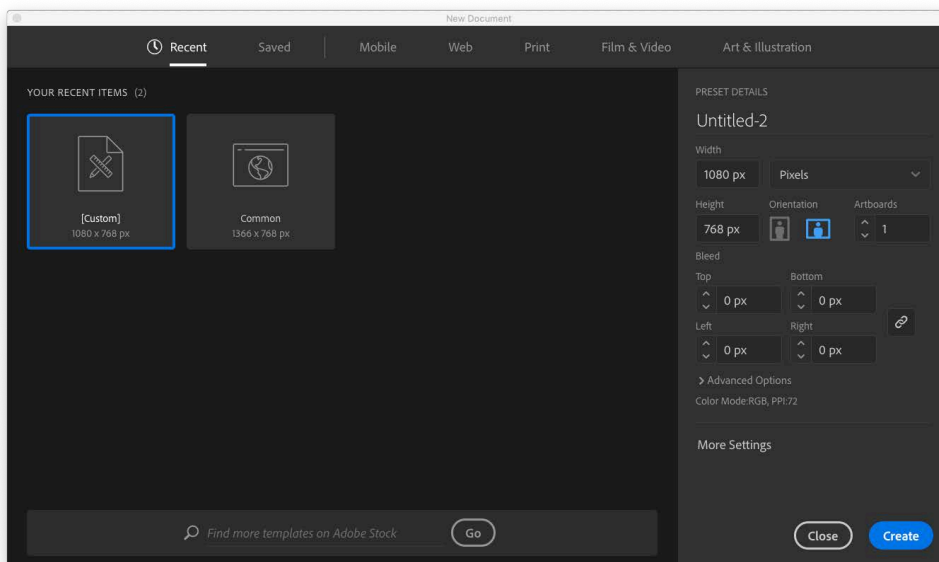 New Document
Recent Saved Mobile Web Print Film & Video Art & Illustration
YOUR RECENT ITEMS (2)
[Custom]
1080 x 768 px
Common
1366 x 768 px
Find more templates on Adobe Stock Go
PRESET DETAILS
Untitled-2
Width
1080 px Pixels
Height Orientation Artboards
768 px 1
Bleed
Top Bottom
0 px 0 px
Left Right
0 px 0 px
Advanced Options
Color Mode:RGB, PPI:72
More Settings
Close Create